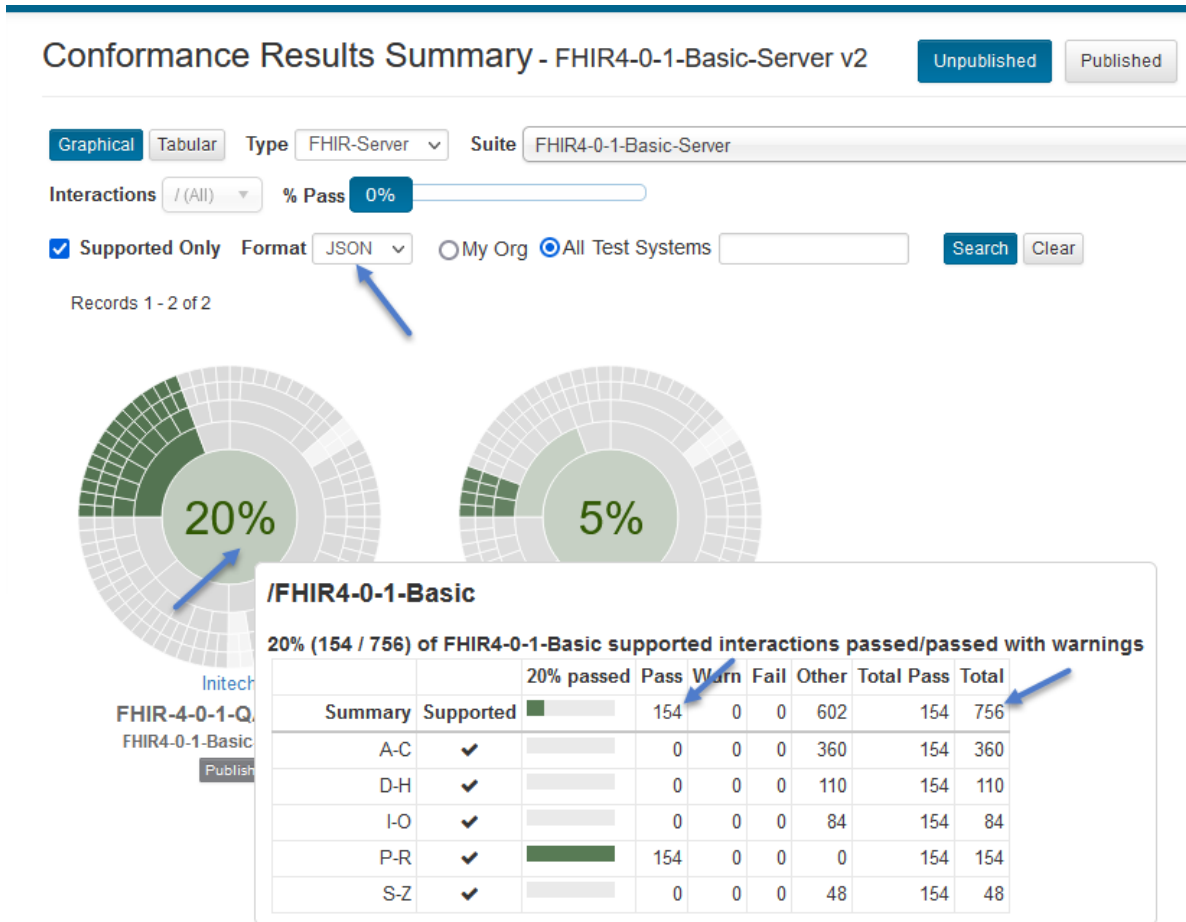 Conformance Results Summary - FHIR4-0-1-Basic-Server v2 Unpublished Published
Graphical Tabular Type FHIR-Server Suite FHIR4-0-1-Basic-Server
Interactions / (All) % Pass 0%
Supported Only Format JSON My Org All Test Systems Search Clear
Records 1 - 2 of 2
20% 5%
Initech
FHIR-4-0-1-Q
FHIR4-0-1-Basic
Publish
/FHIR4-0-1-Basic
20% (154 / 756) of FHIR4-0-1-Basic supported interactions passed/passed with warnings
20% passed Pass Warn Fail Other Total Pass Total
Summary Supported 154 0 0 602 154 756
A-C ✔ 0 0 360 154 360
D-H ✔ 0 0 110 154 110
I-O ✔ 0 0 84 154 84
P-R ✔ 154 0 0 0 154 154
S-Z ✔ 0 0 48 154 48